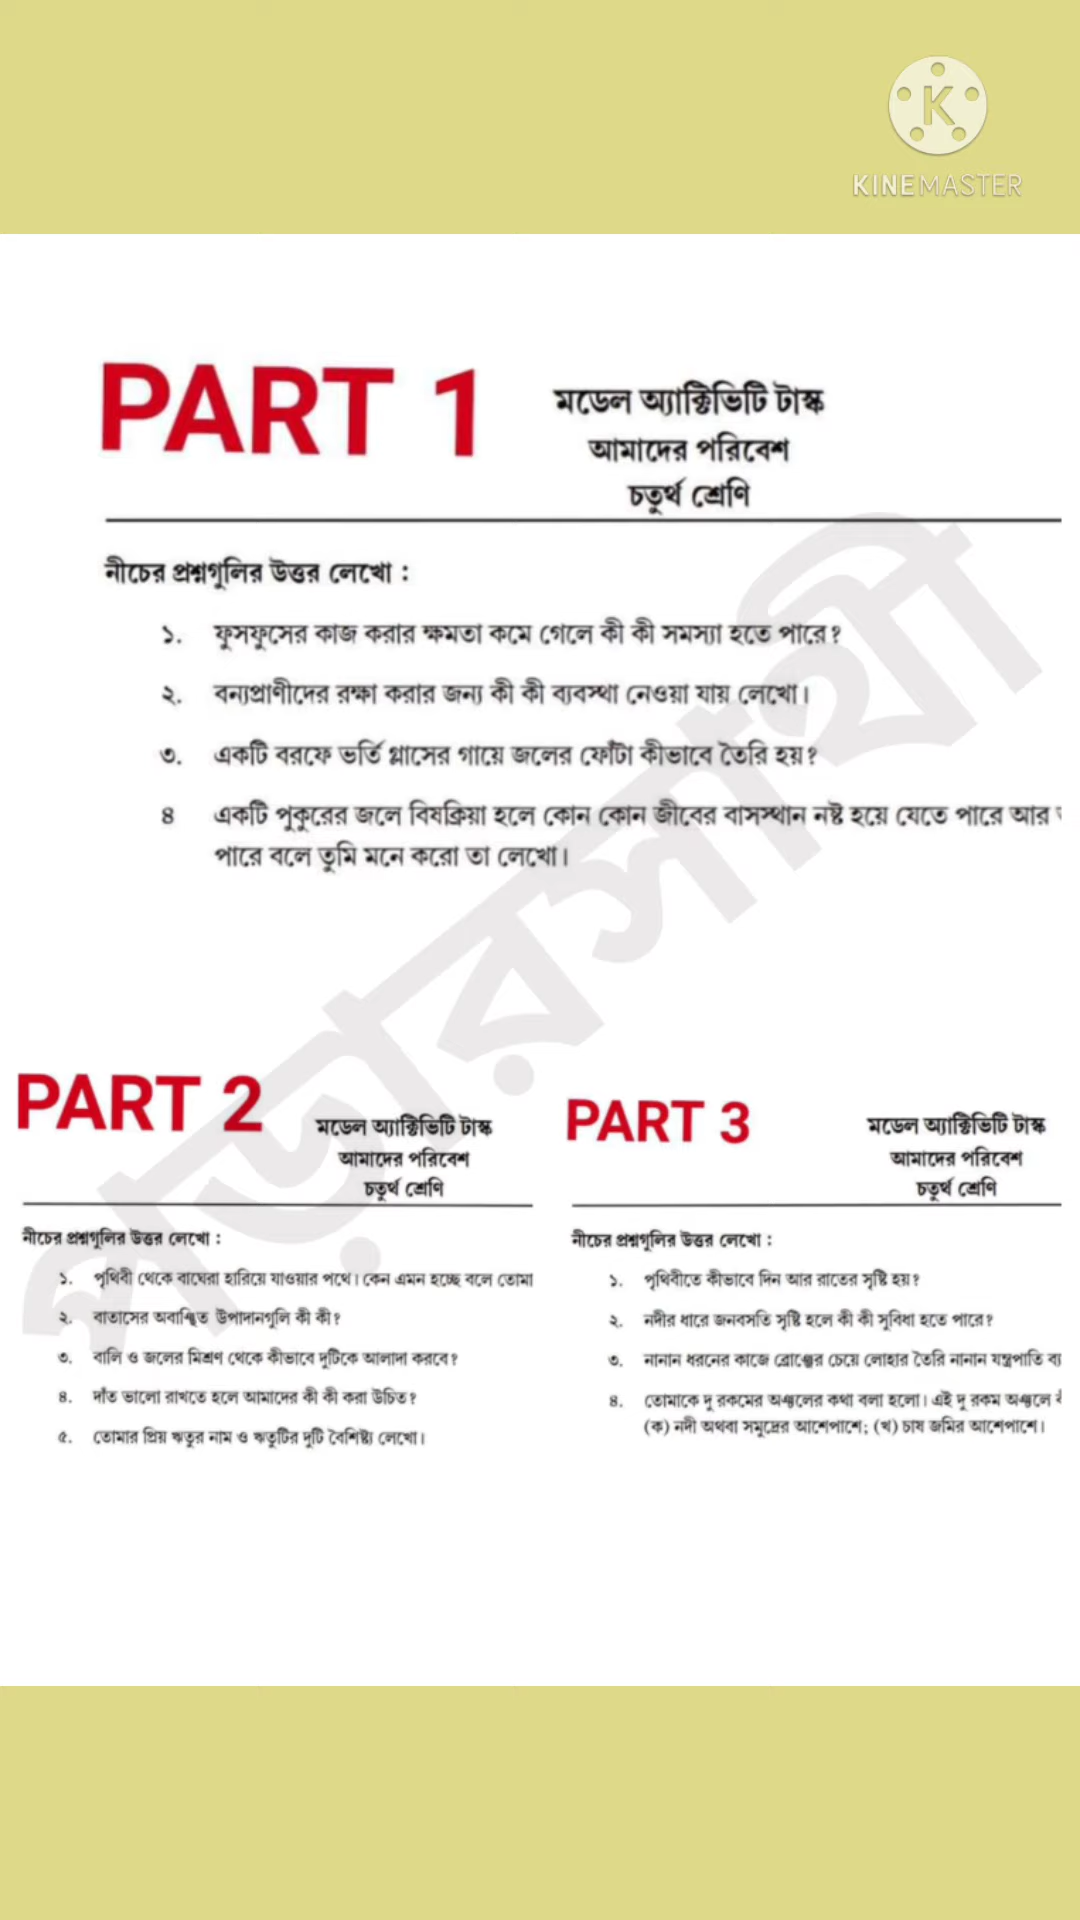 KINEMASTER
PART 1
মডেল অ্যাক্টিভিটি টাস্ক
আমাদের পরিবেশ
চতুর্থ শ্রেণি
নীচের প্রশ্নগুলির উত্তর লেখো :
১. ফুসফুসের কাজ করার ক্ষমতা কমে গেলে কী কী সমস্যা হতে পারে?
২. বন্যপ্রাণীদের রক্ষা করার জন্য কী কী ব্যবস্থা নেওয়া যায় লেখো।
৩. একটি বরফে ভর্তি গ্লাসের গায়ে জলের ফোঁটা কীভাবে তৈরি হয়?
৪ একটি পুকুরের জলে বিষক্রিয়া হলে কোন কোন জীবের বাসস্থান নষ্ট হয়ে যেতে পারে আর
পারে বলে তুমি মনে করো তা লেখো।
পড়ারসাথী
PART 2
মডেল অ্যাক্টিভিটি টাস্ক
আমাদের পরিবেশ
চতুর্থ শ্রেণি
নীচের প্রশ্নগুলির উত্তর লেখো :
১. পৃথিবী থেকে বাঘেরা হারিয়ে যাওয়ার পথে। কেন এমন হচ্ছে বলে তোমা
২. বাতাসের অবাঞ্ছিত উপাদানগুলি কী কী?
৩. বালি ও জলের মিশ্রণ থেকে কীভাবে দুটিকে আলাদা করবে?
৪. দাঁত ভালো রাখতে হলে আমাদের কী কী করা উচিত?
৫. তোমার প্রিয় ঋতুর নাম ও ঋতুটির দুটি বৈশিষ্ট্য লেখো।
PART 3
মডেল অ্যাক্টিভিটি টাস্ক
আমাদের পরিবেশ
চতুর্থ শ্রেণি
নীচের প্রশ্নগুলির উত্তর লেখো :
১. পৃথিবীতে কীভাবে দিন আর রাতের সৃষ্টি হয়?
২. নদীর ধারে জনবসতি সৃষ্টি হলে কী কী সুবিধা হতে পারে?
৩. নানান ধরনের কাজে ব্রোঞ্জের চেয়ে লোহার তৈরি নানান যন্ত্রপাতি ব্য
৪. তোমাকে দু রকমের অঞ্চলের কথা বলা হলো। এই দু রকম অঞ্চলে
(ক) নদী অথবা সমুদ্রের আশেপাশে; (খ) চাষ জমির আশেপাশে।